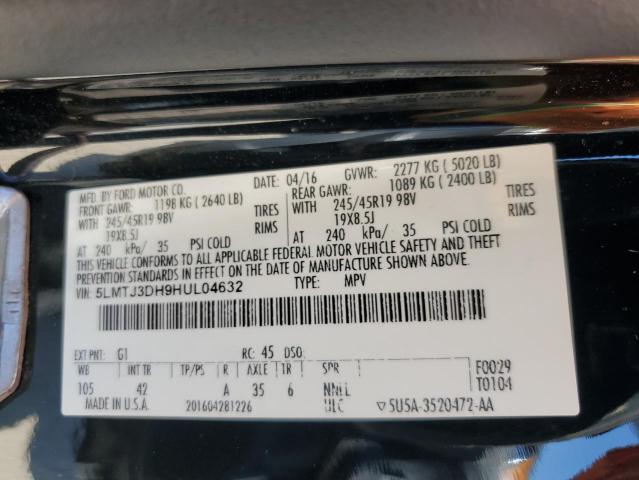 MFD. BY FORD MOTOR CO. DATE: 04/16 GVWR: 2277 KG ( 5020 LB)
FRONT GAWR: 1198 KG ( 2640 LB) REAR GAWR: 1089 KG ( 2400 LB)
WITH 245/45R19 98V TIRES WITH 245/45R19 98V TIRES
19X8.5J RIMS 19X8.5J RIMS
AT 240 kPa/ 35 PSI COLD AT 240 kPa/ 35 PSI COLD
THIS VEHICLE CONFORMS TO ALL APPLICABLE FEDERAL MOTOR VEHICLE SAFETY AND THEFT
PREVENTION STANDARDS IN EFFECT ON THE DATE OF MANUFACTURE SHOWN ABOVE.
VIN: 5LMTJ3DH9HUL04632 TYPE: MPV
EXT PNT: G1 RC: 45 DSO:
WB INT TR TP/PS R AXLE TR SPR F0029
105 42 A 35 6 T0104
MADE IN U.S.A. 201604281226 ULC ▽5U5A-3520472-AA